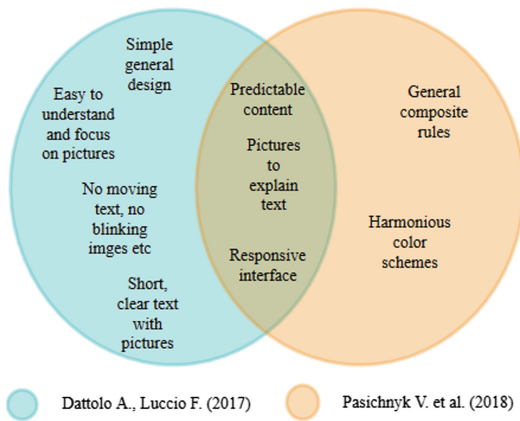 Simple
general
design
Easy to
understand
and focus
on pictures
No moving
text, no
blinking
imges etc
Short,
clear text
with
pictures
Predictable
content
Pictures
to
explain
text
Responsive
interface
General
composite
rules
Harmonious
color
schemes
Dattolo A., Luccio F. (2017)
Pasichnyk V. et al. (2018)